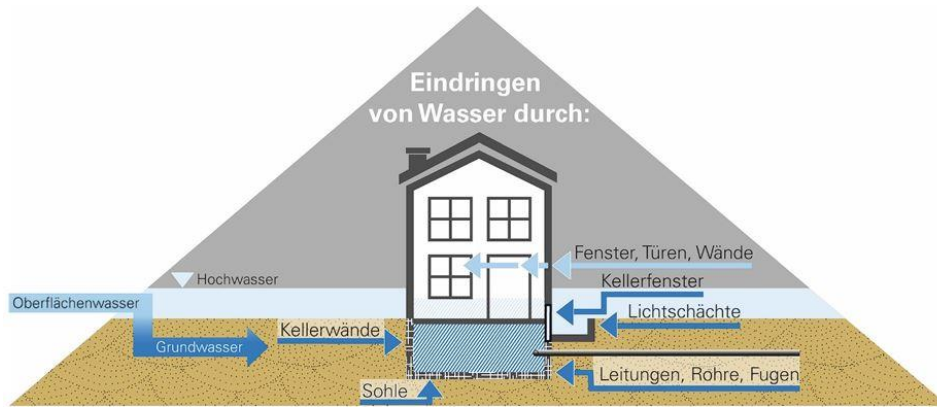 Eindringen
von Wasser durch:
Fenster, Türen, Wände
Hochwasser
Kellerfenster
Oberflächenwasser
Lichtschächte
Kellerwände
Grundwasser
Leitungen, Rohre, Fugen
Sohle